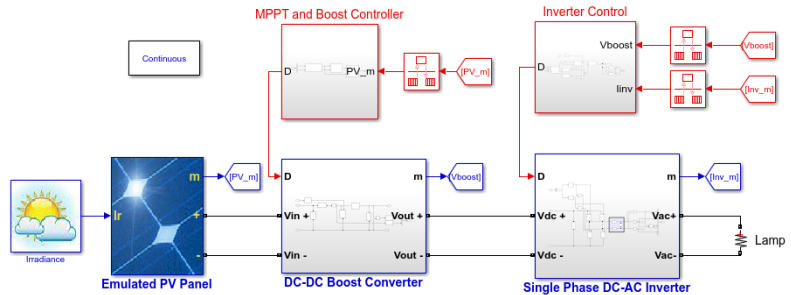 MPPT and Boost Controller
Inverter Control
Continuous
D
PV_m
[PV_m]
D
Vboost
Iinv
[Vboost]
[Inv_m]
Ir
m
+
-
[PV_m]
D
Vin +
Vin -
m
Vout +
Vout -
[Vboost]
D
Vdc +
Vdc -
m
Vac+
Vac-
[Inv_m]
Lamp
Irradiance
Emulated PV Panel
DC-DC Boost Converter
Single Phase DC-AC Inverter